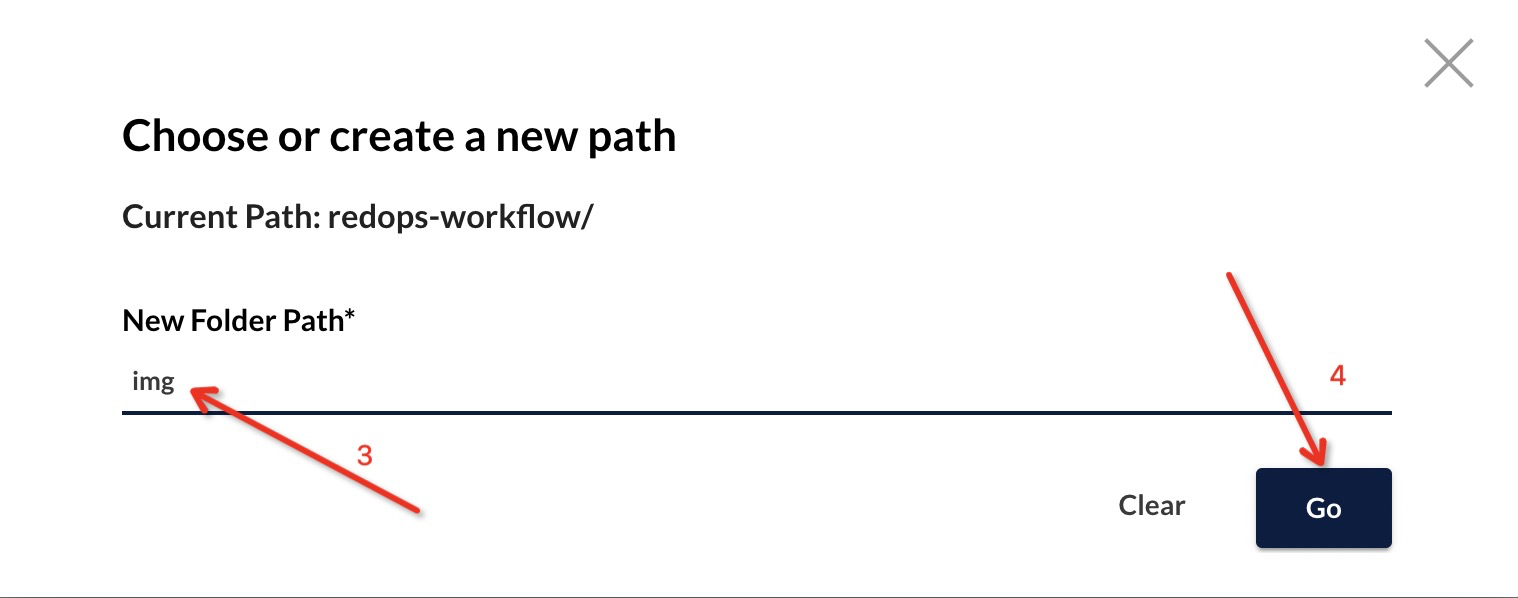 Choose or create a new path
Current Path: redops-workflow/
New Folder Path*
img
4
3
Clear
Go